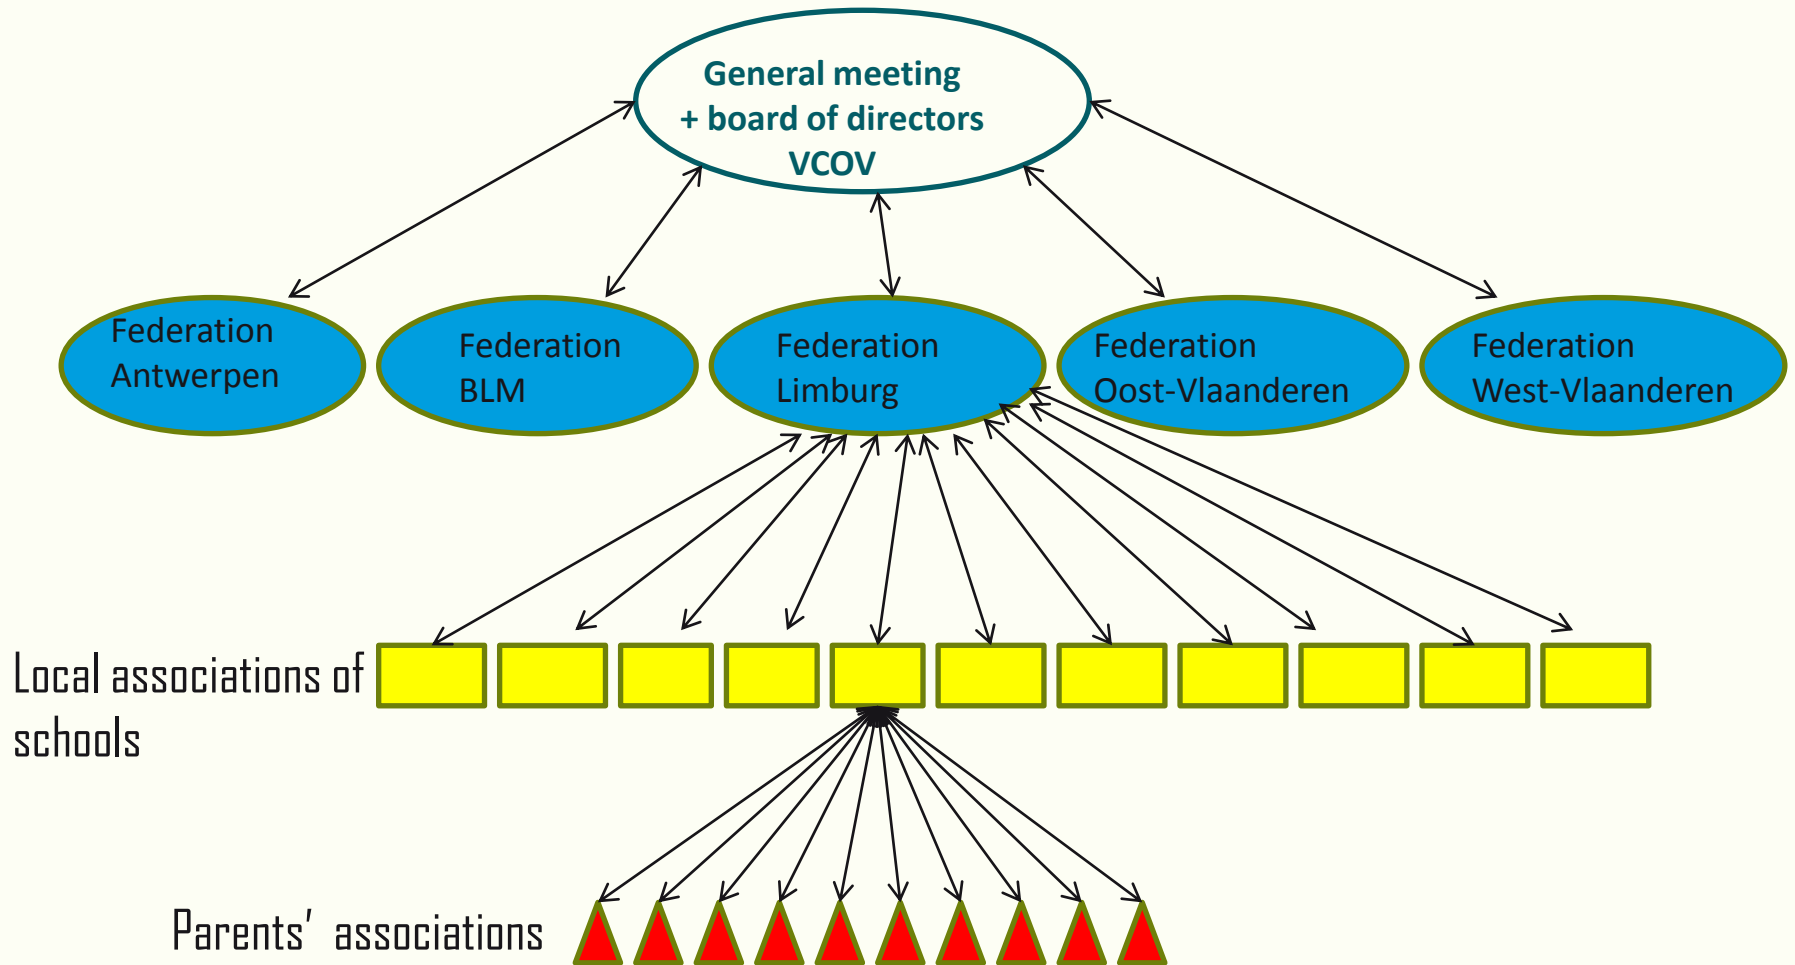 General meeting
+ board of directors
VCOV
Federation
Antwerpen
Federation
BLM
Federation
Limburg
Federation
Oost-Vlaanderen
Federation
West-Vlaanderen
Local associations of
schools
Parents' associations